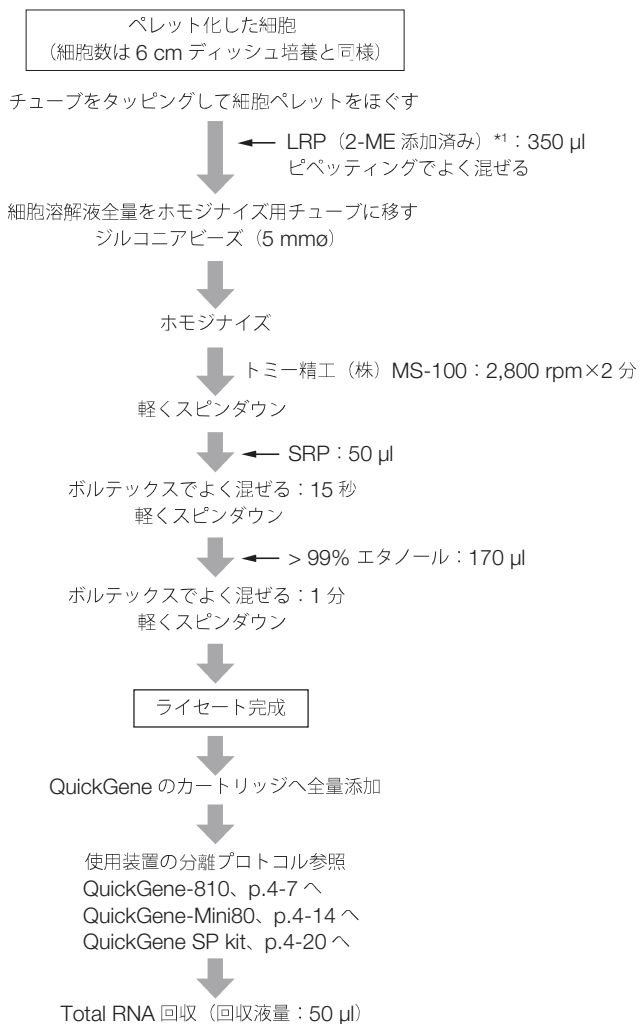 ペレット化した細胞
（細胞数は 6 cm ディッシュ培養と同様）
チューブをタッピングして細胞ペレットをほぐす
LRP（2-ME 添加済み）*1：350 µl
ピペッティングでよく混ぜる
細胞溶解液全量をホモジナイズ用チューブに移す
ジルコニアビーズ（5 mmø）
ホモジナイズ
トミー精工（株）MS-100：2,800 rpm×2 分
軽くスピンダウン
SRP：50 µl
ボルテックスでよく混ぜる：15 秒
軽くスピンダウン
> 99% エタノール：170 µl
ボルテックスでよく混ぜる：1 分
軽くスピンダウン
ライセート完成
QuickGene のカートリッジへ全量添加
使用装置の分離プロトコル参照
QuickGene-810、p.4-7 へ
QuickGene-Mini80、p.4-14 へ
QuickGene SP kit、p.4-20 へ
Total RNA 回収（回収液量：50 µl）